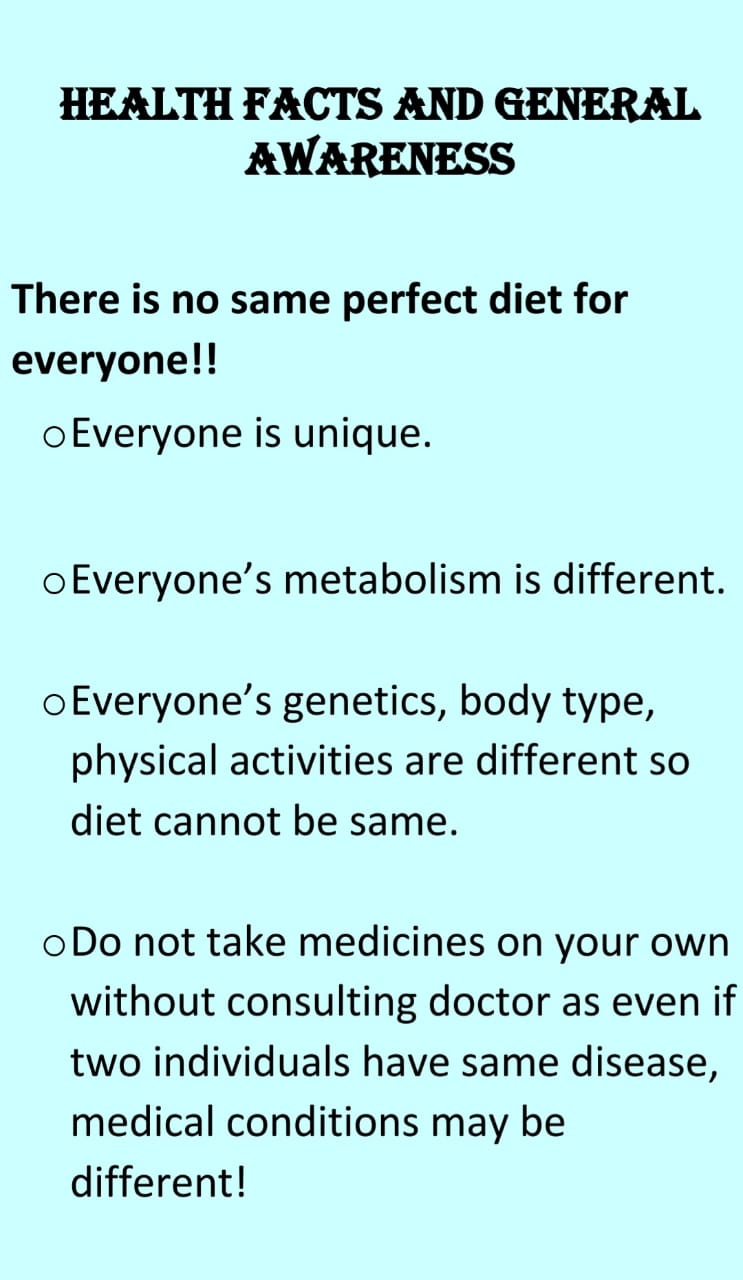 HEALTH FACTS AND GENERAL
AWARENESS
There is no same perfect diet for
everyone!!
o Everyone is unique.
o Everyone’s metabolism is different.
o Everyone’s genetics, body type,
physical activities are different so
diet cannot be same.
o Do not take medicines on your own
without consulting doctor as even if
two individuals have same disease,
medical conditions may be
different!